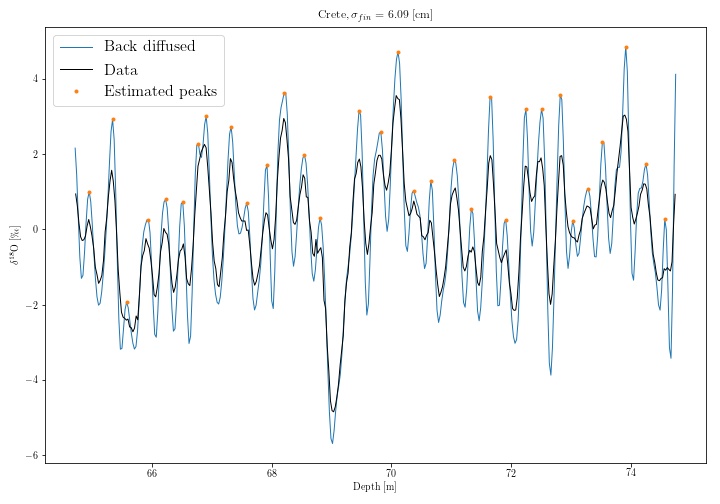 Crete, σ_fin = 6.09 [cm]
Back diffused
Data
Estimated peaks
4
2
0
−2
−4
−6
δ¹⁸O [‰]
66 68 70 72 74
Depth [m]